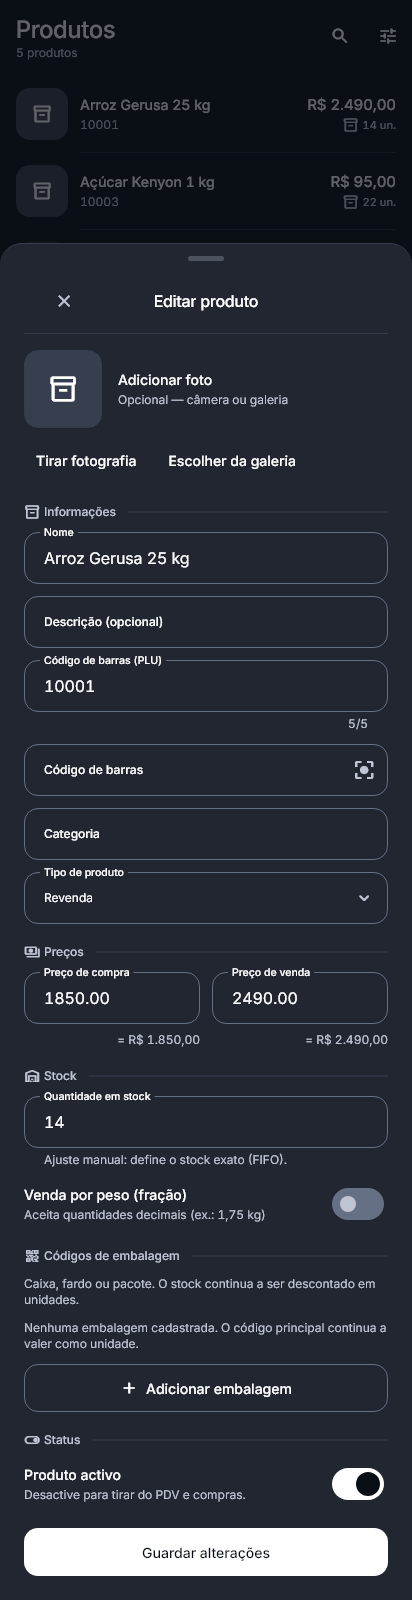 Produtos
5 produtos
Arroz Gerusa 25 kg
R$ 2.490,00
10001
14 un.
Açúcar Kenyon 1 kg
R$ 95,00
10003
22 un.
Editar produto
Adicionar foto
Opcional — câmera ou galeria
Tirar fotografia
Escolher da galeria
Informações
Nome
Arroz Gerusa 25 kg
Descrição (opcional)
Código de barras (PLU)
10001
5/5
Código de barras
Categoria
Tipo de produto
Revenda
Preços
Preço de compra
1850.00
= R$ 1.850,00
Preço de venda
2490.00
= R$ 2.490,00
Stock
Quantidade em stock
14
Ajuste manual: define o stock exato (FIFO).
Venda por peso (fração)
Aceita quantidades decimais (ex.: 1,75 kg)
Códigos de embalagem
Caixa, fardo ou pacote. O stock continua a ser descontado em
unidades.
Nenhuma embalagem cadastrada. O código principal continua a
valer como unidade.
+ Adicionar embalagem
Status
Produto activo
Desactive para tirar do PDV e compras.
Guardar alterações